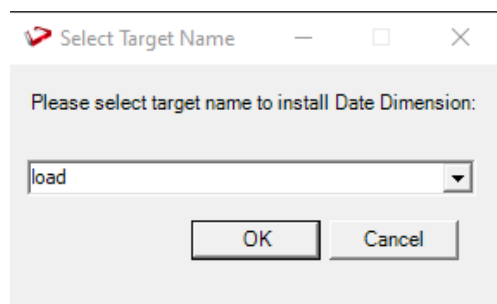 Select Target Name
Please select target name to install Date Dimension:
load
OK Cancel